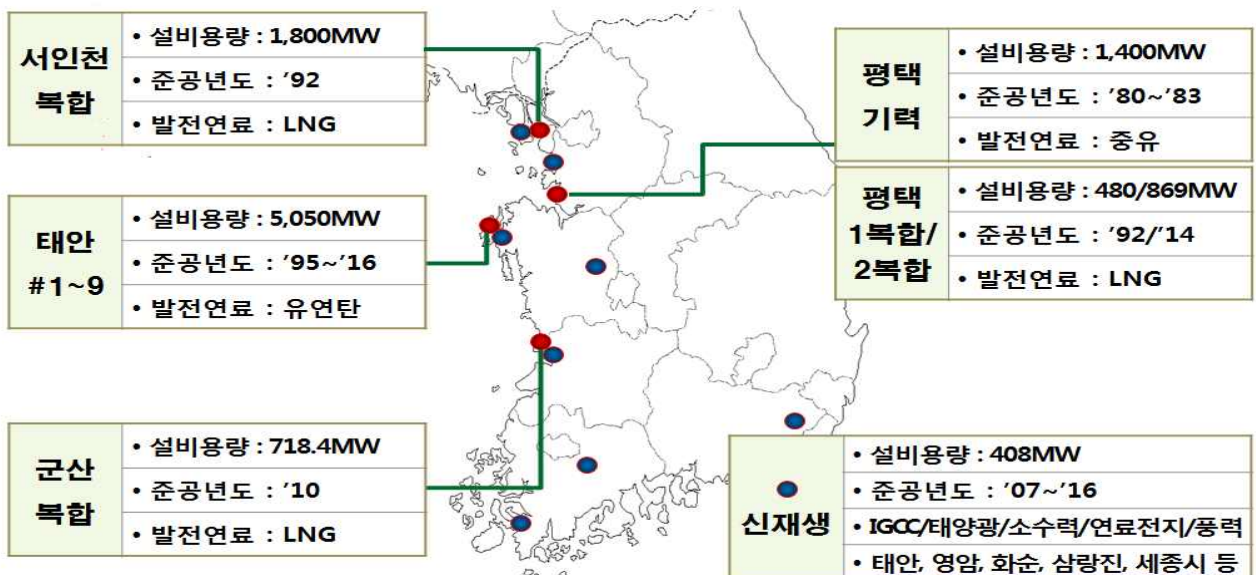 서인천
복합
• 설비용량 : 1,800MW
• 준공년도 : ’92
• 발전연료 : LNG
평택
기력
• 설비용량 : 1,400MW
• 준공년도 : ’80~’83
• 발전연료 : 중유
태안
#1~9
• 설비용량 : 5,050MW
• 준공년도 : ’95~’16
• 발전연료 : 유연탄
평택
1복합/
2복합
• 설비용량 : 480/869MW
• 준공년도 : ’92/’14
• 발전연료 : LNG
군산
복합
• 설비용량 : 718.4MW
• 준공년도 : ’10
• 발전연료 : LNG
신재생
• 설비용량 : 408MW
• 준공년도 : ’07~’16
• IGCC/태양광/소수력/연료전지/풍력
• 태안, 영암, 화순, 삼랑진, 세종시 등